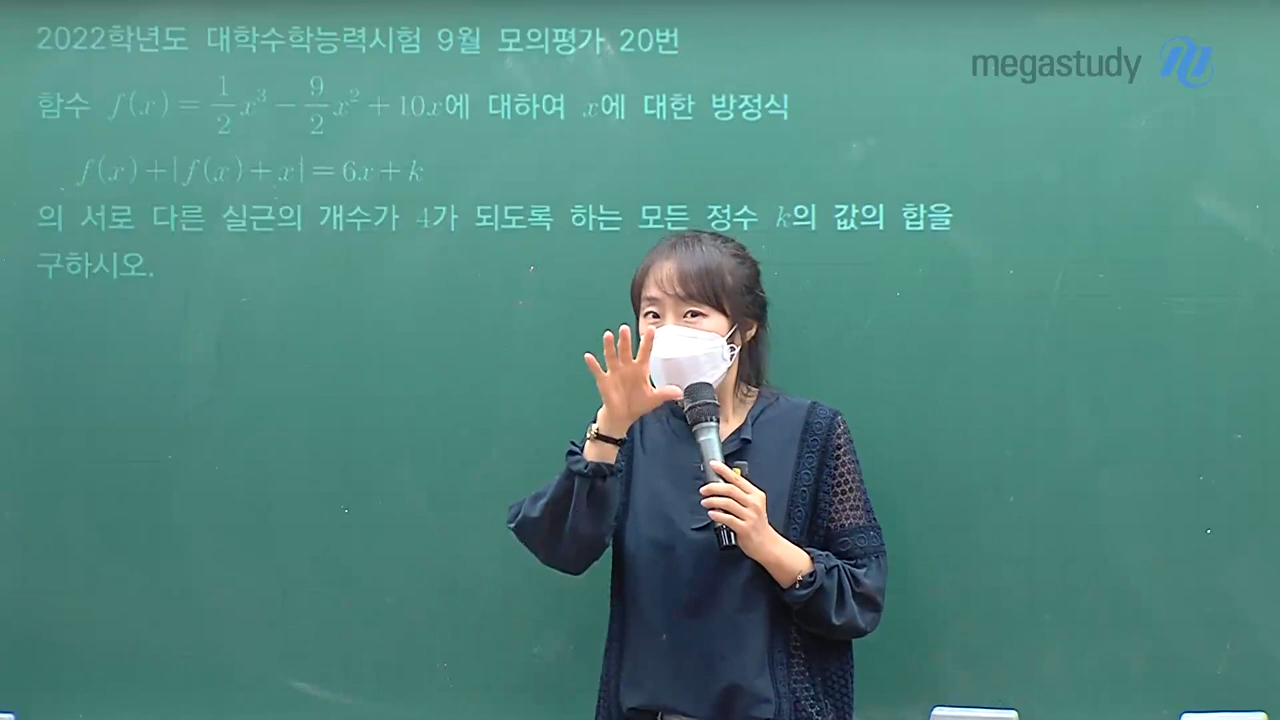 2022학년도 대학수학능력시험 9월 모의평가 20번
megastudy
함수 f(x) = 1/2 x³ − 9/2 x² + 10x에 대하여 x에 대한 방정식
f(x) + |f(x) + x| = 6x + k
의 서로 다른 실근의 개수가 4가 되도록 하는 모든 정수 k의 값의 합을
구하시오.